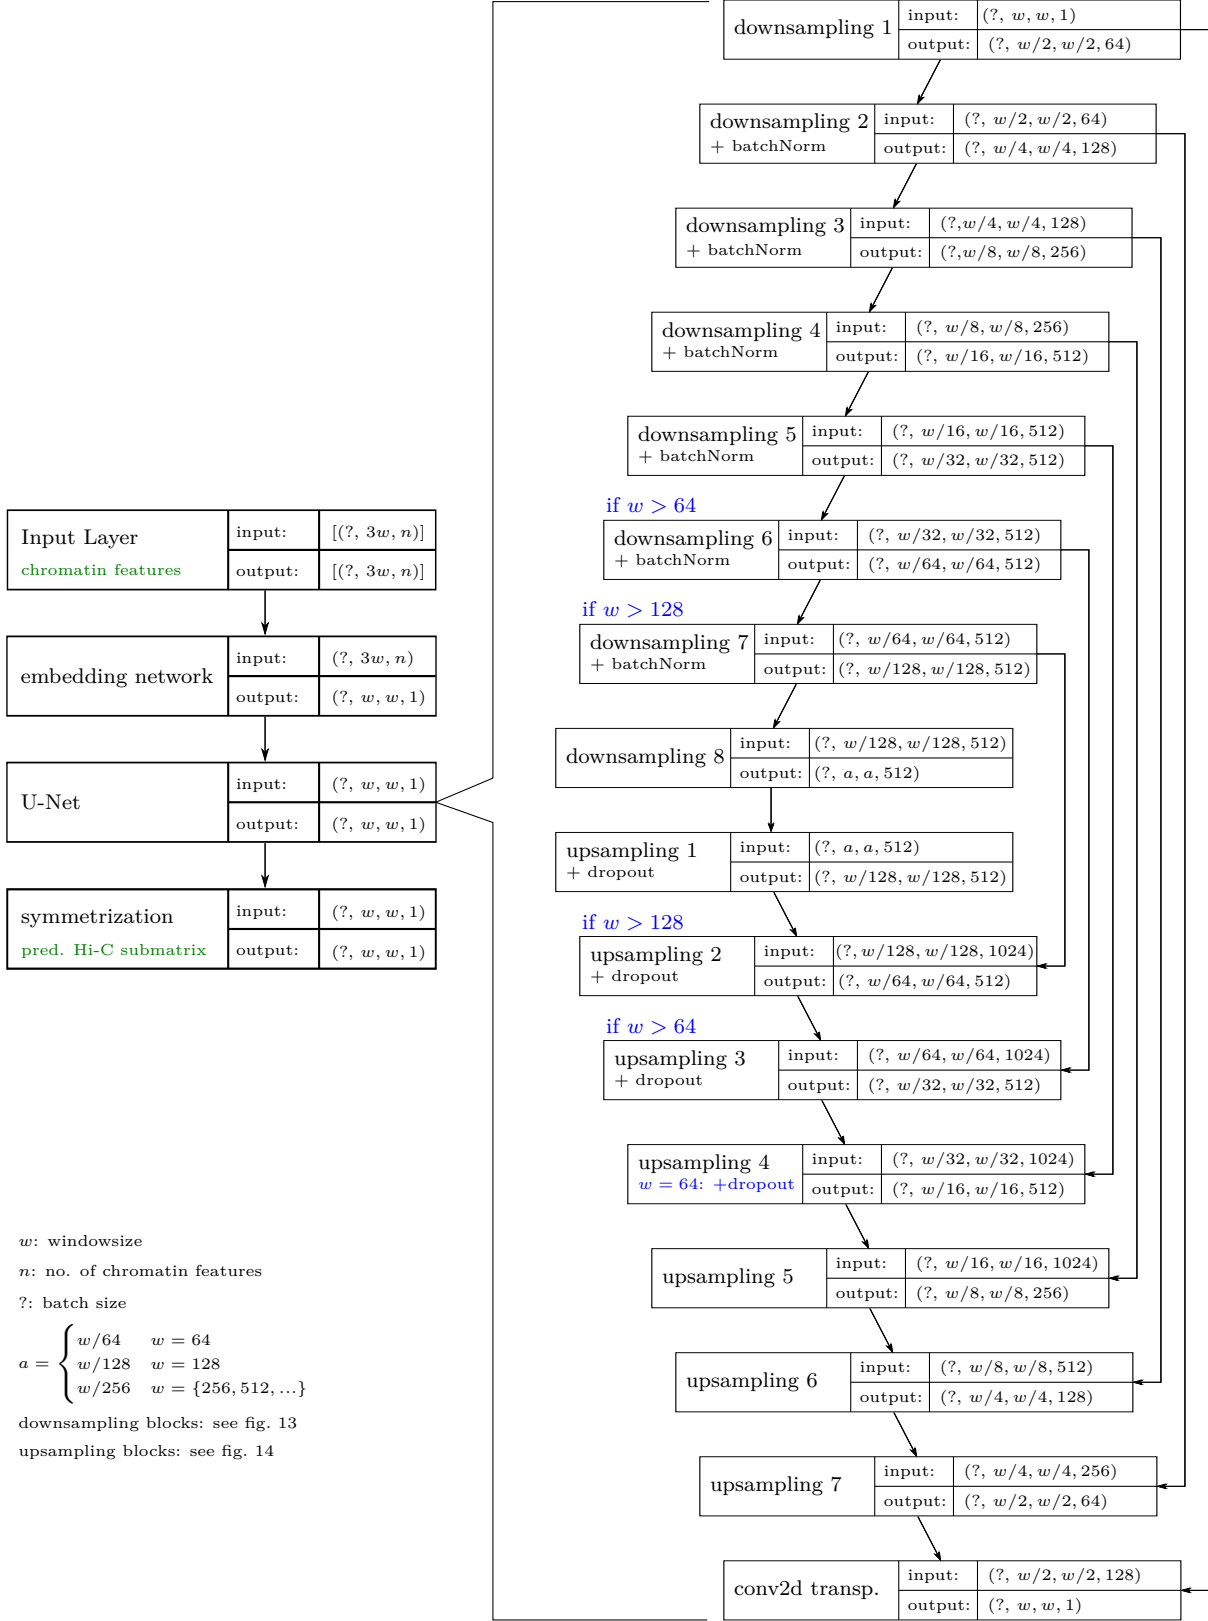 Input Layer
chromatin features
input: [(?, 3w, n)]
output: [(?, 3w, n)]
embedding network
input: (?, 3w, n)
output: (?, w, w, 1)
U-Net
input: (?, w, w, 1)
output: (?, w, w, 1)
symmetrization
pred. Hi-C submatrix
input: (?, w, w, 1)
output: (?, w, w, 1)
w: windowsize
n: no. of chromatin features
?: batch size
a = { w/64 w = 64
w/128 w = 128
w/256 w = {256, 512, ...}
downsampling blocks: see fig. 13
upsampling blocks: see fig. 14
downsampling 1
input: (?, w, w, 1)
output: (?, w/2, w/2, 64)
downsampling 2
+ batchNorm
input: (?, w/2, w/2, 64)
output: (?, w/4, w/4, 128)
downsampling 3
+ batchNorm
input: (?,w/4, w/4, 128)
output: (?,w/8, w/8, 256)
downsampling 4
+ batchNorm
input: (?, w/8, w/8, 256)
output: (?, w/16, w/16, 512)
downsampling 5
+ batchNorm
input: (?, w/16, w/16, 512)
output: (?, w/32, w/32, 512)
if w > 64
downsampling 6
+ batchNorm
input: (?, w/32, w/32, 512)
output: (?, w/64, w/64, 512)
if w > 128
downsampling 7
+ batchNorm
input: (?, w/64, w/64, 512)
output: (?, w/128, w/128, 512)
downsampling 8
input: (?, w/128, w/128, 512)
output: (?, a, a, 512)
upsampling 1
+ dropout
input: (?, a, a, 512)
output: (?, w/128, w/128, 512)
if w > 128
upsampling 2
+ dropout
input: (?, w/128, w/128, 1024)
output: (?, w/64, w/64, 512)
if w > 64
upsampling 3
+ dropout
input: (?, w/64, w/64, 1024)
output: (?, w/32, w/32, 512)
upsampling 4
w = 64: +dropout
input: (?, w/32, w/32, 1024)
output: (?, w/16, w/16, 512)
upsampling 5
input: (?, w/16, w/16, 1024)
output: (?, w/8, w/8, 256)
upsampling 6
input: (?, w/8, w/8, 512)
output: (?, w/4, w/4, 128)
upsampling 7
input: (?, w/4, w/4, 256)
output: (?, w/2, w/2, 64)
conv2d transp.
input: (?, w/2, w/2, 128)
output: (?, w, w, 1)